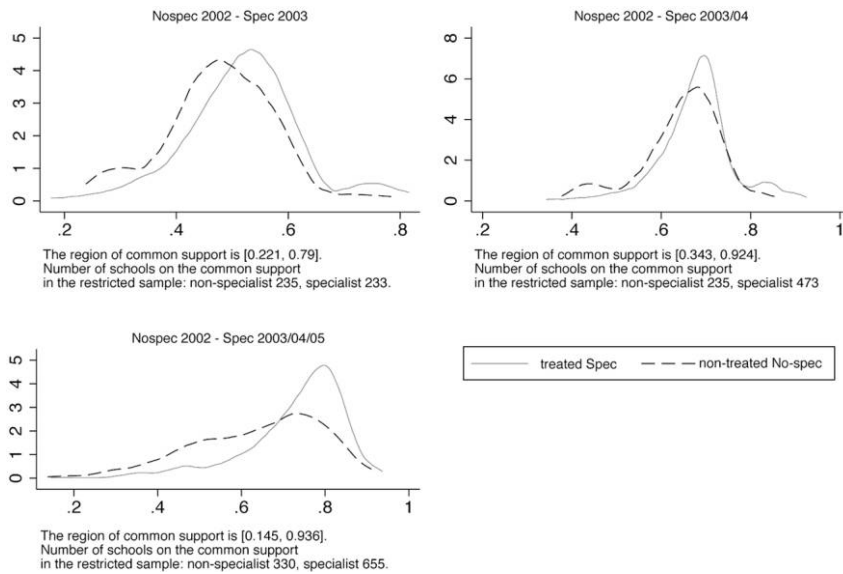 Nospec 2002 - Spec 2003
5
4
3
2
1
0
.2 .4 .6 .8
The region of common support is [0.221, 0.79].
Number of schools on the common support
in the restricted sample: non-specialist 235, specialist 233.
Nospec 2002 - Spec 2003/04
8
6
4
2
0
.2 .4 .6 .8 1
The region of common support is [0.343, 0.924].
Number of schools on the common support
in the restricted sample: non-specialist 235, specialist 473
Nospec 2002 - Spec 2003/04/05
5
4
3
2
1
0
.2 .4 .6 .8 1
The region of common support is [0.145, 0.936].
Number of schools on the common support
in the restricted sample: non-specialist 330, specialist 655.
treated Spec non-treated No-spec